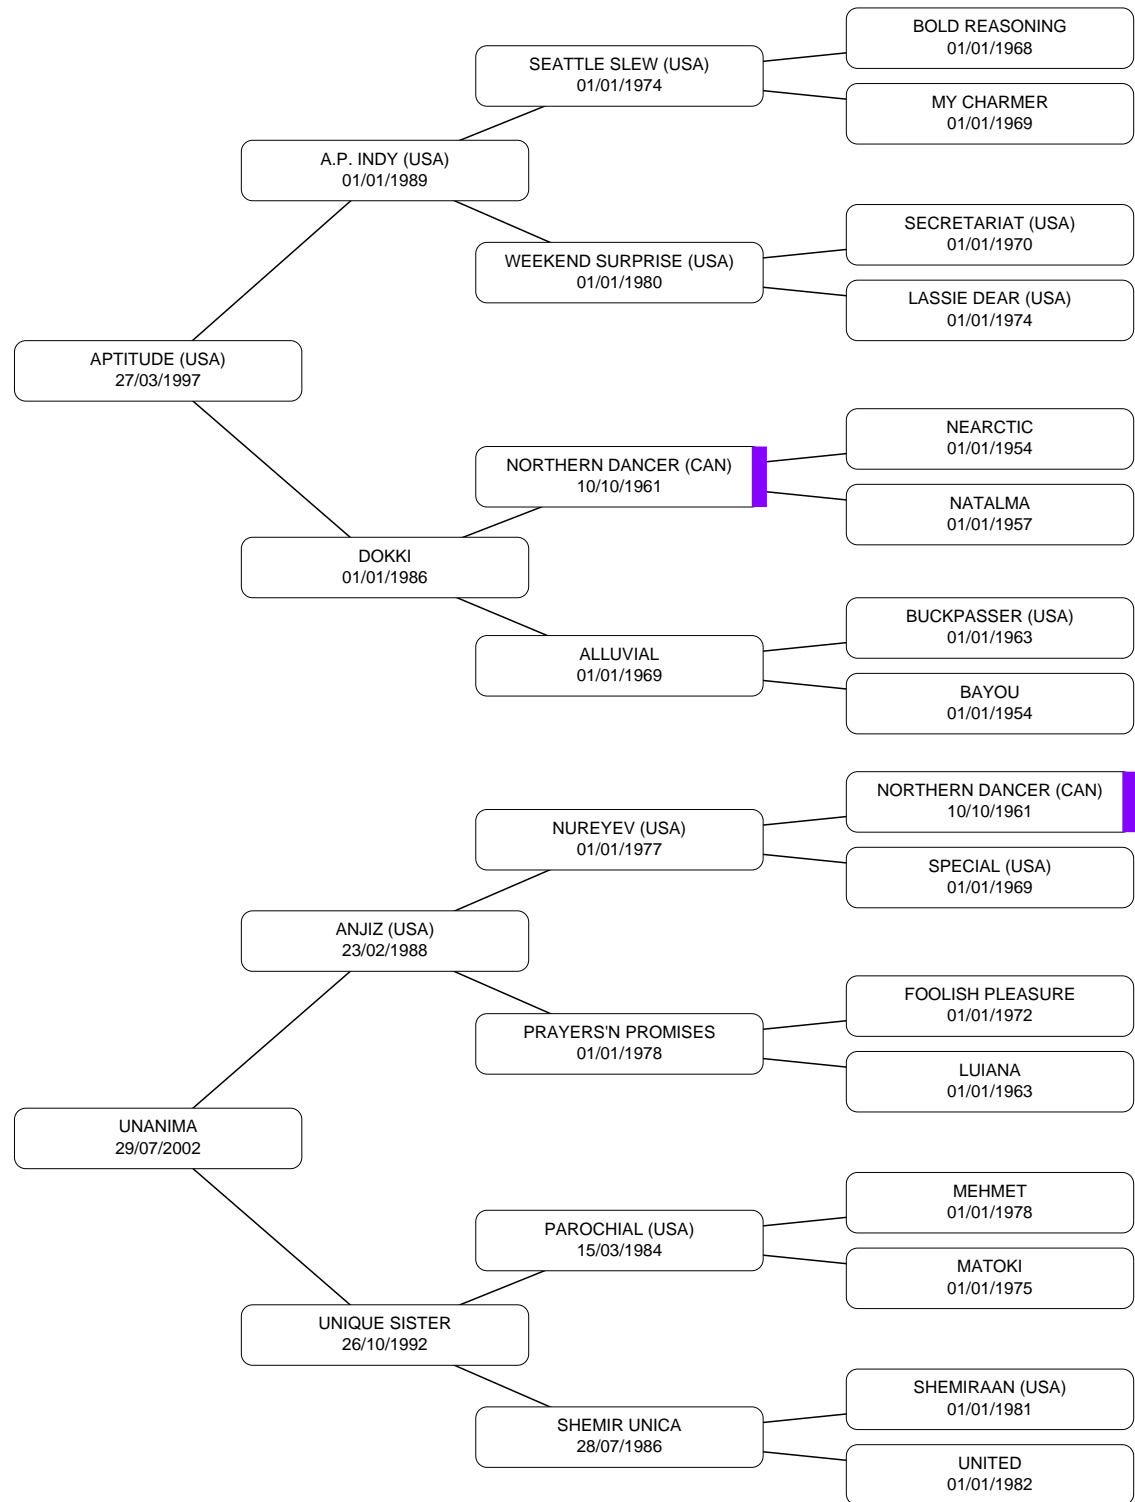 BOLD REASONING
01/01/1968
SEATTLE SLEW (USA)
01/01/1974
MY CHARMER
01/01/1969
A.P. INDY (USA)
01/01/1989
SECRETARIAT (USA)
01/01/1970
WEEKEND SURPRISE (USA)
01/01/1980
LASSIE DEAR (USA)
01/01/1974
APTITUDE (USA)
27/03/1997
NEARCTIC
01/01/1954
NORTHERN DANCER (CAN)
10/10/1961
NATALMA
01/01/1957
DOKKI
01/01/1986
BUCKPASSER (USA)
01/01/1963
ALLUVIAL
01/01/1969
BAYOU
01/01/1954
NORTHERN DANCER (CAN)
10/10/1961
NUREYEV (USA)
01/01/1977
SPECIAL (USA)
01/01/1969
ANJIZ (USA)
23/02/1988
FOOLISH PLEASURE
01/01/1972
PRAYERS'N PROMISES
01/01/1978
LUIANA
01/01/1963
UNANIMA
29/07/2002
MEHMET
01/01/1978
PAROCHIAL (USA)
15/03/1984
MATOKI
01/01/1975
UNIQUE SISTER
26/10/1992
SHEMIRAAN (USA)
01/01/1981
SHEMIR UNICA
28/07/1986
UNITED
01/01/1982